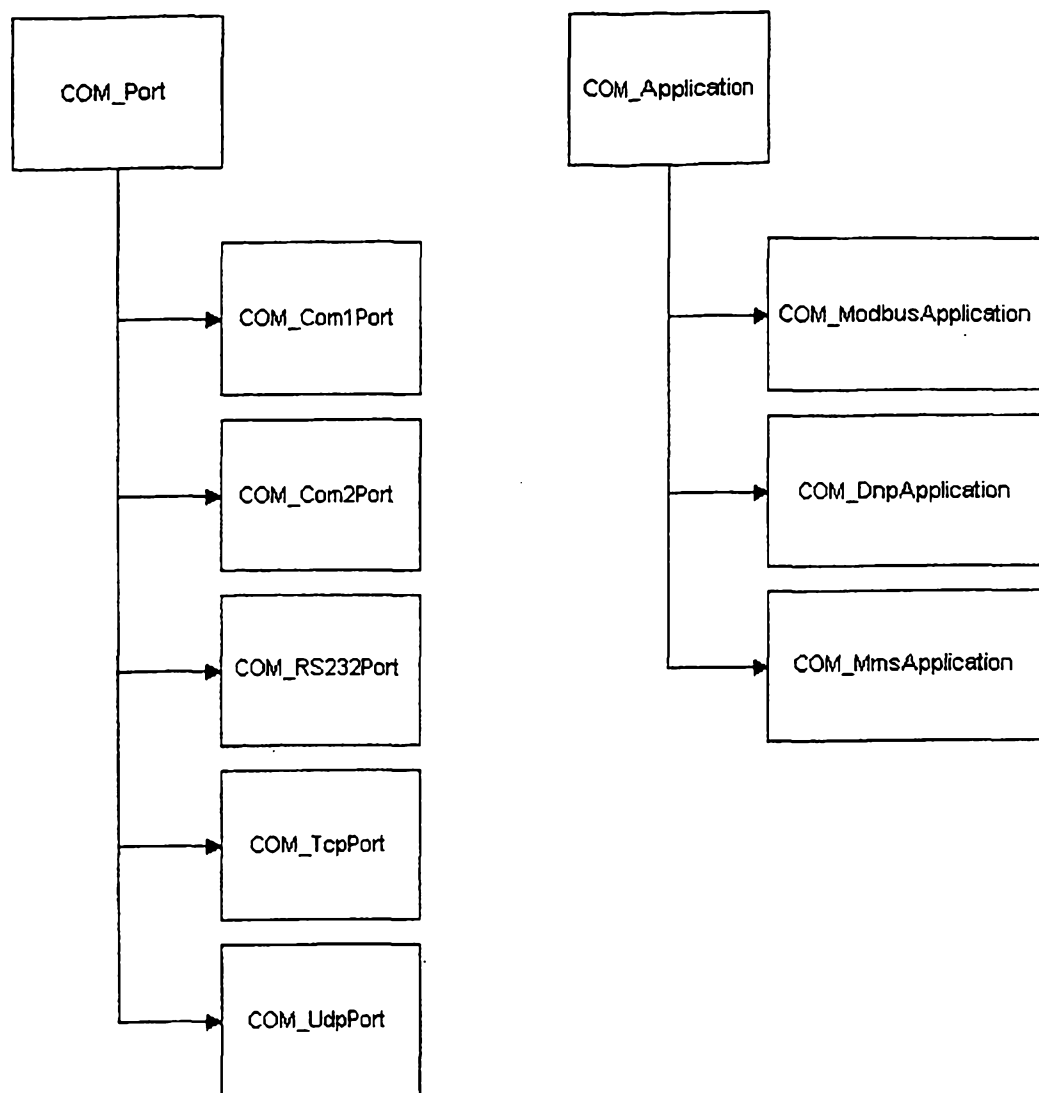 COM_Port
COM_Com1Port
COM_Com2Port
COM_RS232Port
COM_TcpPort
COM_UdpPort
COM_Application
COM_ModbusApplication
COM_DnpApplication
COM_MmsApplication